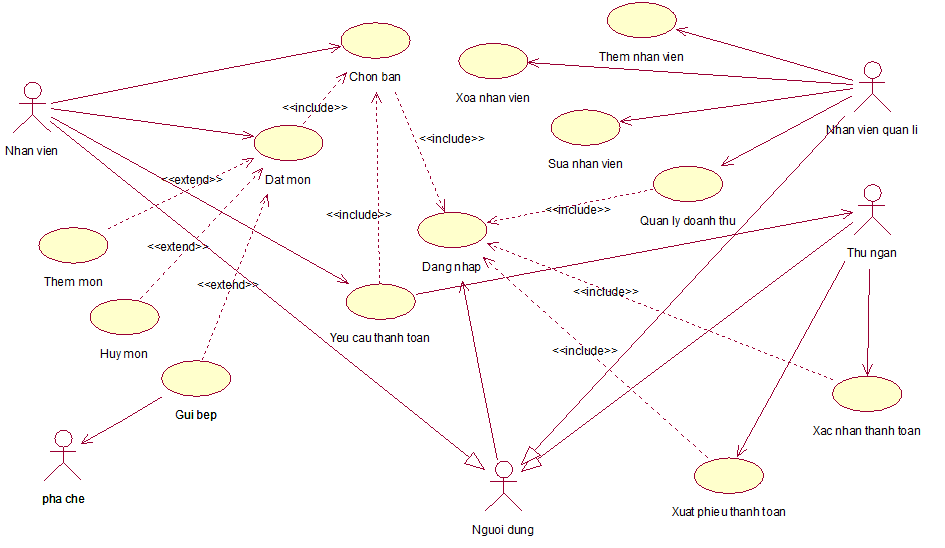 Them nhan vien
Chon ban
Xoa nhan vien
<<include>>
Nhan vien
Nhan vien quan li
<<include>>
Sua nhan vien
Dat mon
<<extend>>
<<include>>
<<include>>
Quan ly doanh thu
<<extend>>
Thu ngan
Dang nhap
Them mon
<<extend>>
<<include>>
Yeu cau thanh toan
Huy mon
<<include>>
Gui bep
Xac nhan thanh toan
pha che
Xuat phieu thanh toan
Nguoi dung